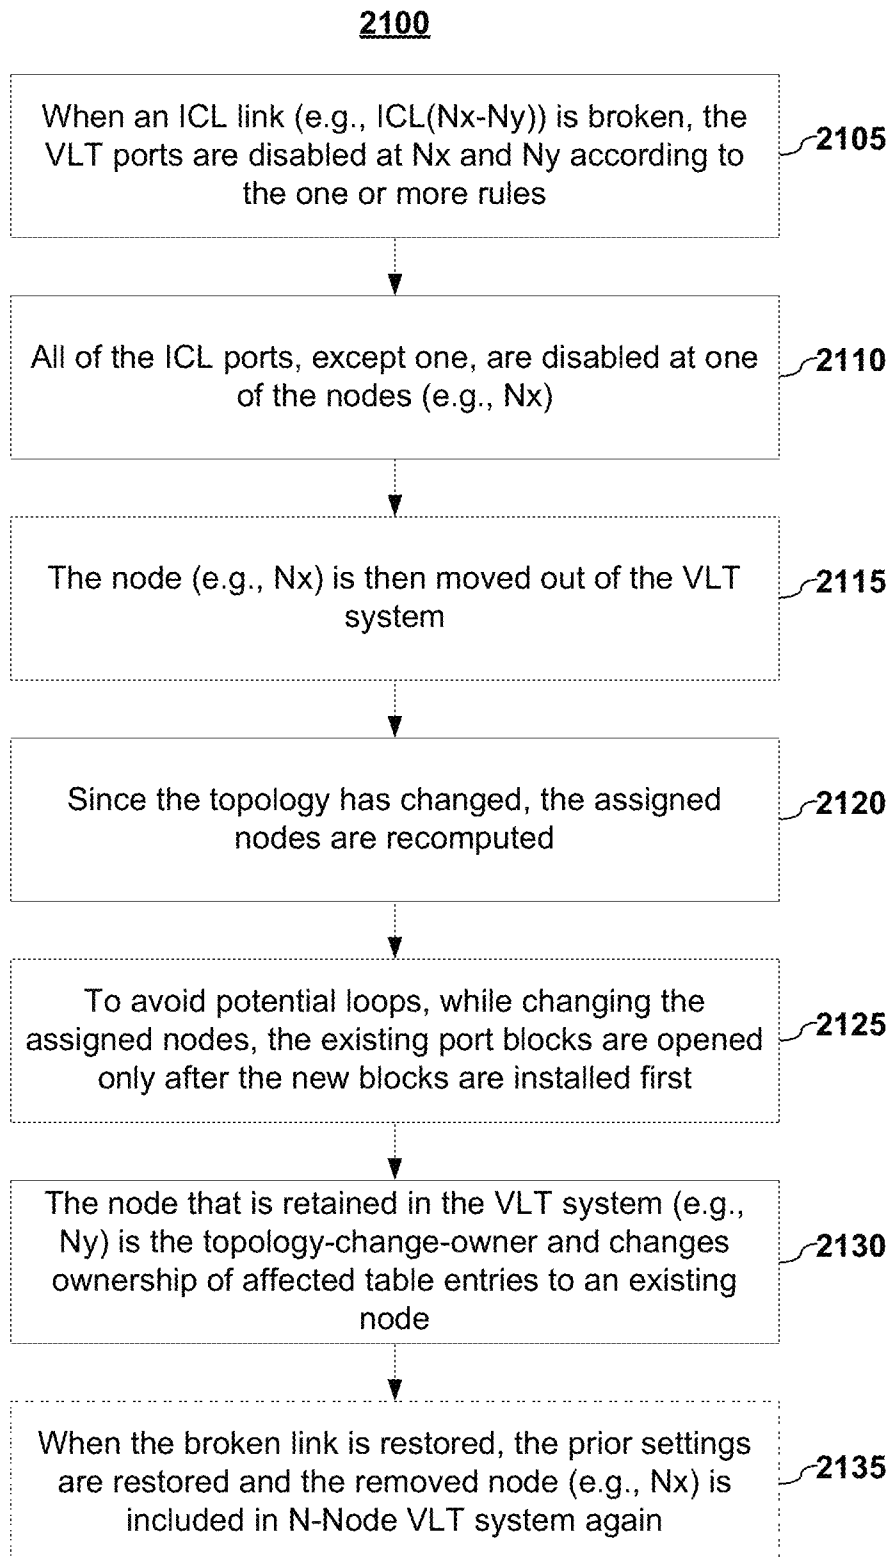 2100
When an ICL link (e.g., ICL(Nx-Ny)) is broken, the
VLT ports are disabled at Nx and Ny according to
the one or more rules
2105
All of the ICL ports, except one, are disabled at one
of the nodes (e.g., Nx)
2110
The node (e.g., Nx) is then moved out of the VLT
system
2115
Since the topology has changed, the assigned
nodes are recomputed
2120
To avoid potential loops, while changing the
assigned nodes, the existing port blocks are opened
only after the new blocks are installed first
2125
The node that is retained in the VLT system (e.g.,
Ny) is the topology-change-owner and changes
ownership of affected table entries to an existing
node
2130
When the broken link is restored, the prior settings
are restored and the removed node (e.g., Nx) is
included in N-Node VLT system again
2135